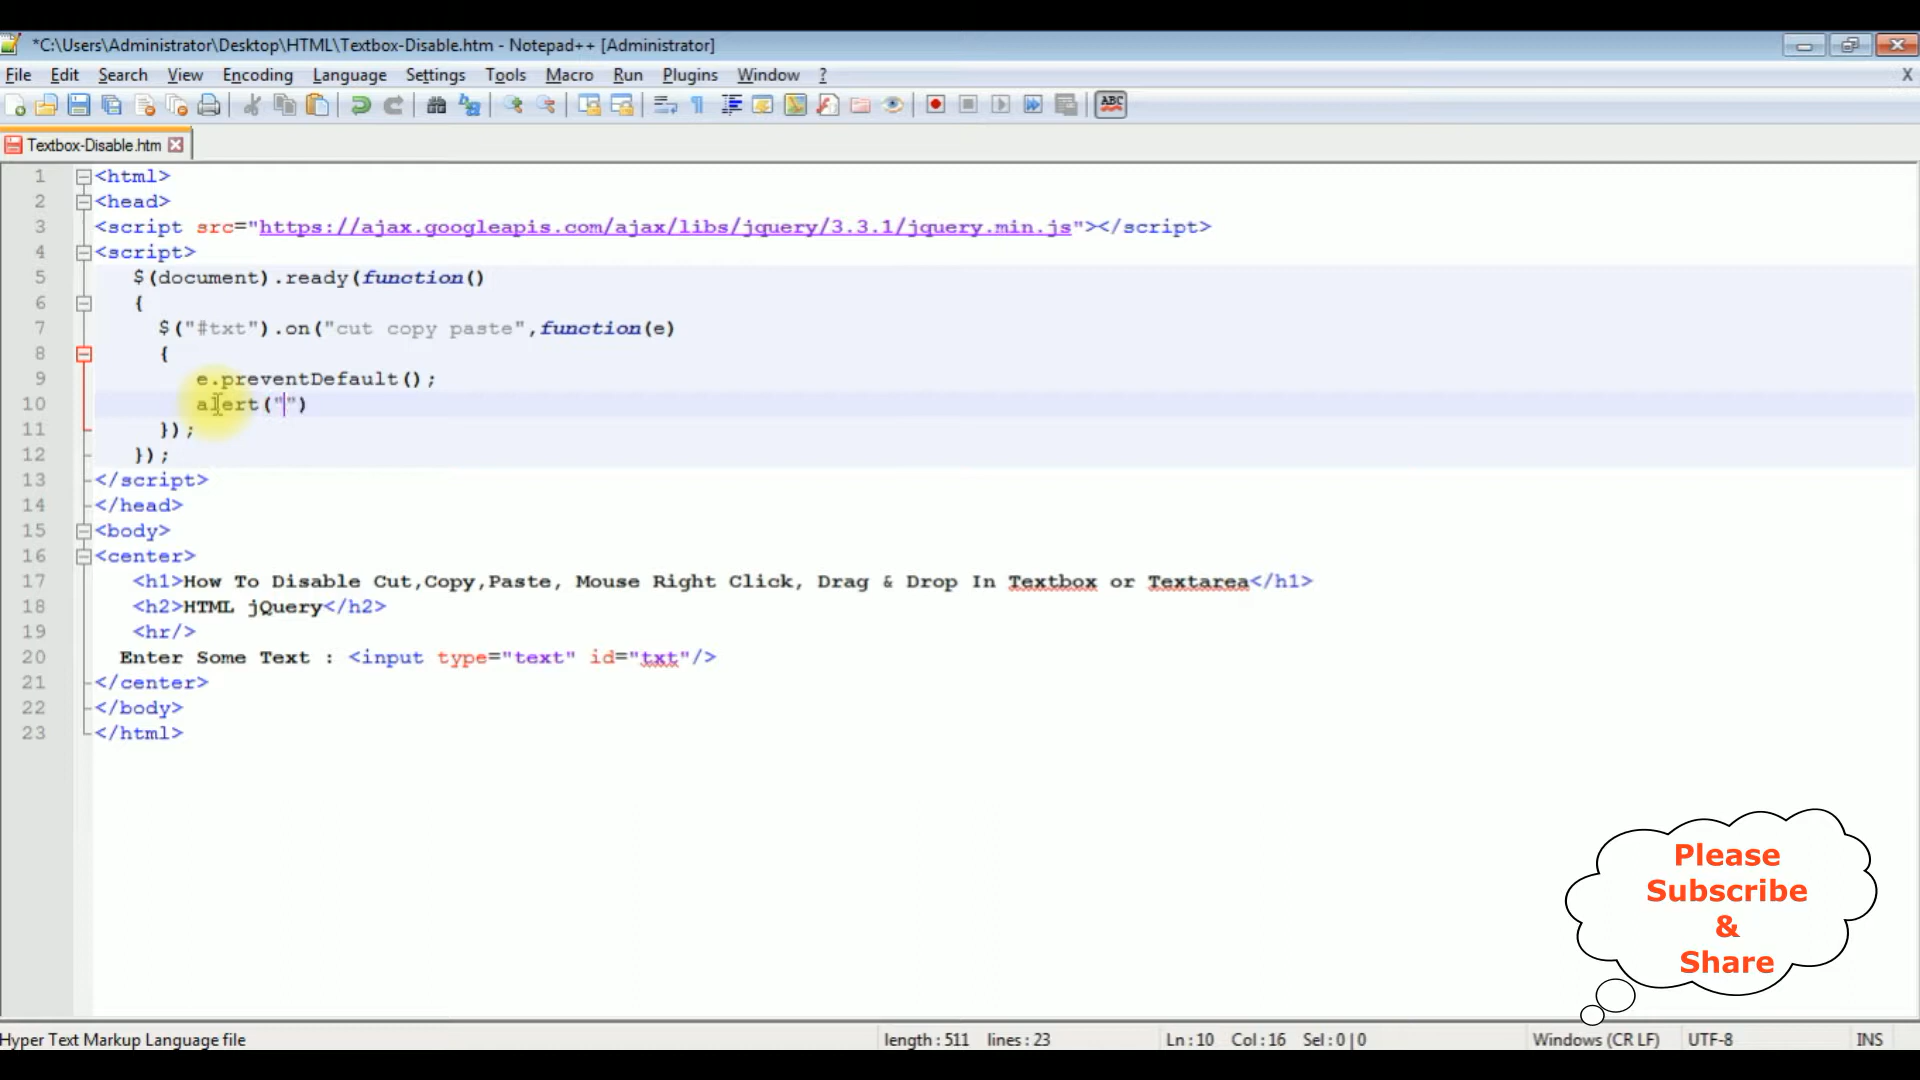 *C:\Users\Administrator\Desktop\HTML\Textbox-Disable.htm - Notepad++ [Administrator]
File Edit Search View Encoding Language Settings Tools Macro Run Plugins Window ? X
ABC
Textbox-Disable.htm
1 <html>
2 <head>
3 <script src="https://ajax.googleapis.com/ajax/libs/jquery/3.3.1/jquery.min.js"></script>
4 <script>
5 $(document).ready(function()
6 {
7 $("#txt").on("cut copy paste",function(e)
8 {
9 e.preventDefault();
10 alert("")
11 });
12 });
13 </script>
14 </head>
15 <body>
16 <center>
17 <h1>How To Disable Cut,Copy,Paste, Mouse Right Click, Drag & Drop In Textbox or Textarea</h1>
18 <h2>HTML jQuery</h2>
19 <hr/>
20 Enter Some Text : <input type="text" id="txt"/>
21 </center>
22 </body>
23 </html>
Please
Subscribe
&
Share
Hyper Text Markup Language file length : 511 lines : 23 Ln : 10 Col : 16 Sel : 0 | 0 Windows (CR LF) UTF-8 INS